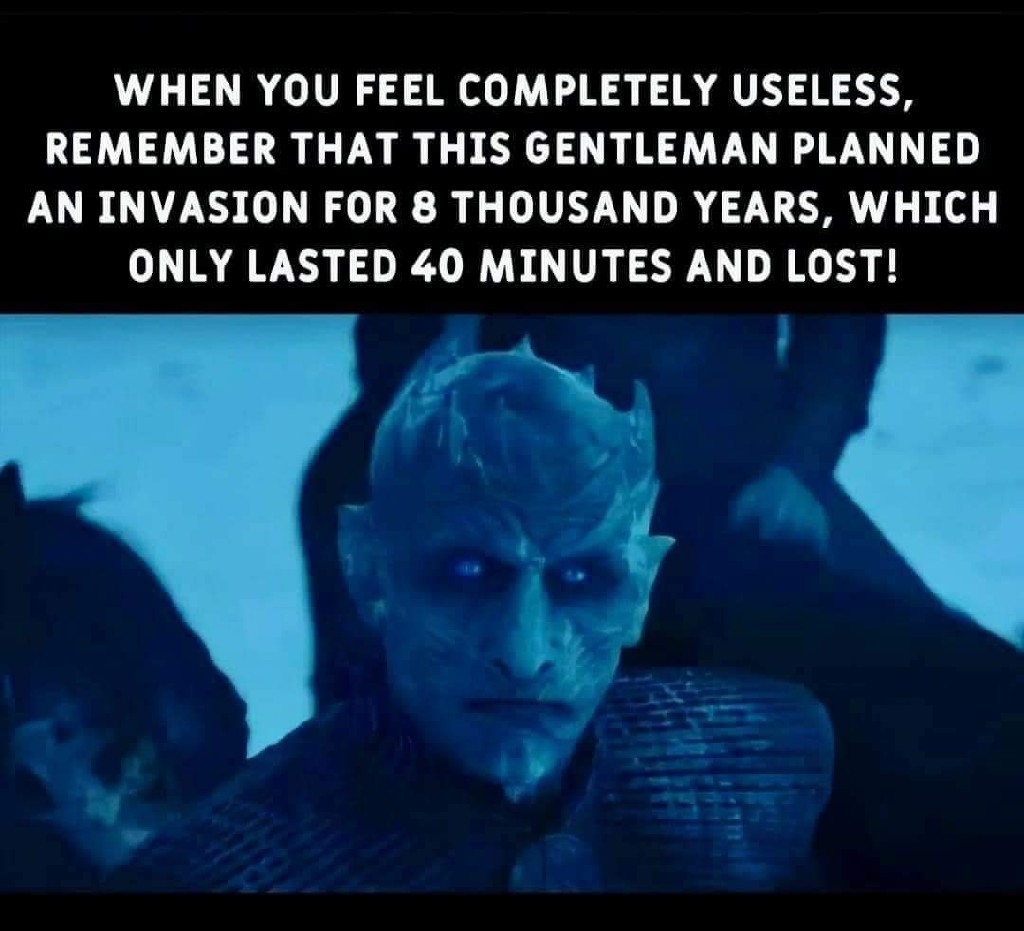 WHEN YOU FEEL COMPLETELY USELESS,
REMEMBER THAT THIS GENTLEMAN PLANNED
AN INVASION FOR 8 THOUSAND YEARS, WHICH
ONLY LASTED 40 MINUTES AND LOST!